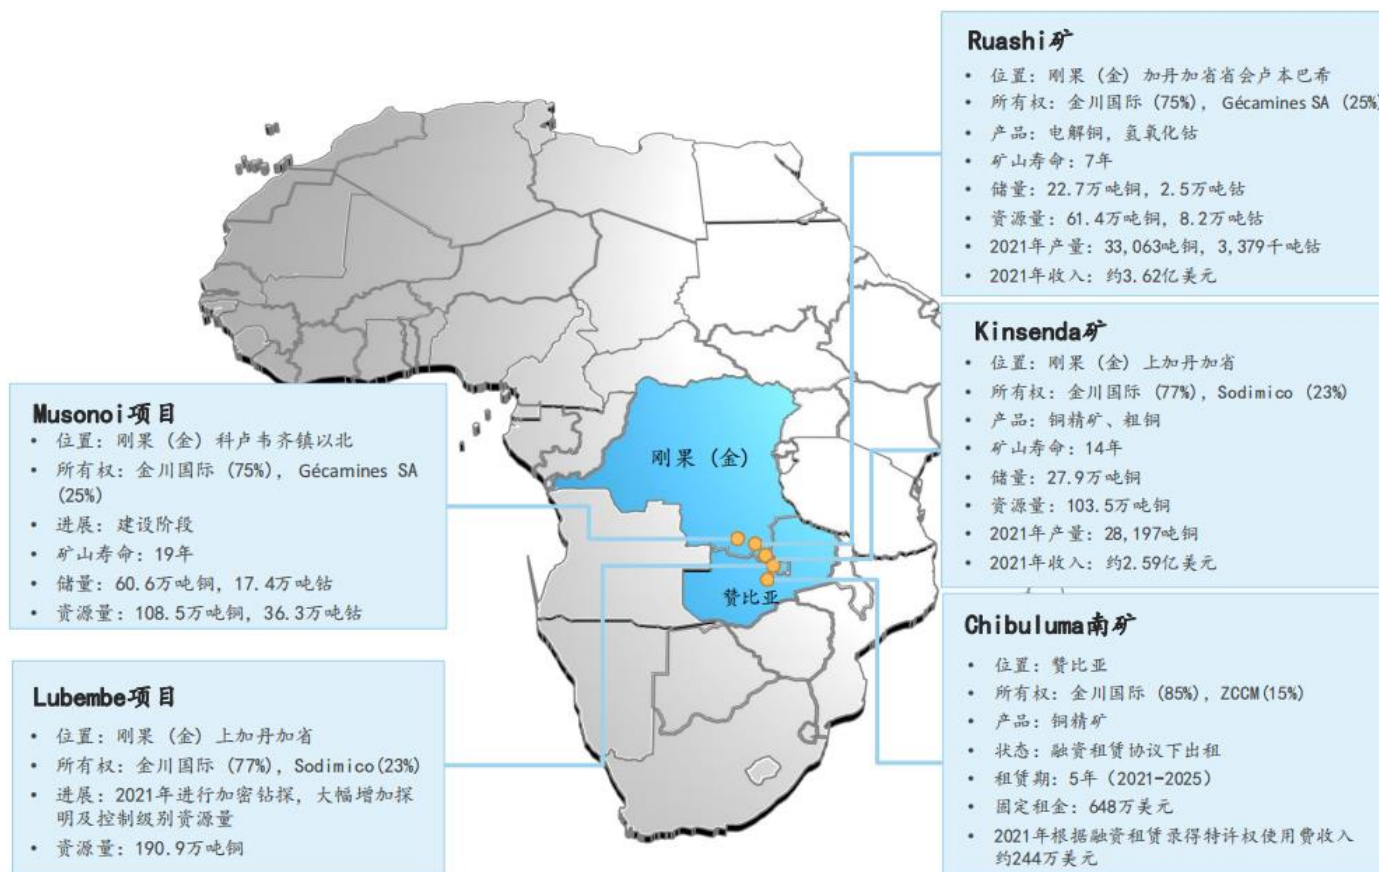 Ruashi矿
• 位置: 刚果 (金) 加丹加省省会卢本巴希
• 所有权: 金川国际 (75%), Gécamines SA (25%)
• 产品: 电解铜, 氢氧化钴
• 矿山寿命: 7年
• 储量: 22.7万吨铜, 2.5万吨钴
• 资源量: 61.4万吨铜, 8.2万吨钴
• 2021年产量: 33,063吨铜, 3,379千吨钴
• 2021年收入: 约3.62亿美元
Kinsenda矿
• 位置: 刚果 (金) 上加丹加省
• 所有权: 金川国际 (77%), Sodimico (23%)
• 产品: 铜精矿、粗铜
• 矿山寿命: 14年
• 储量: 27.9万吨铜
• 资源量: 103.5万吨铜
• 2021年产量: 28,197吨铜
• 2021年收入: 约2.59亿美元
Musonoi项目
• 位置: 刚果 (金) 科卢韦齐镇以北
• 所有权: 金川国际 (75%), Gécamines SA
(25%)
• 进展: 建设阶段
• 矿山寿命: 19年
• 储量: 60.6万吨铜, 17.4万吨钴
• 资源量: 108.5万吨铜, 36.3万吨钴
刚果 (金)
赞比亚
Lubembe项目
• 位置: 刚果 (金) 上加丹加省
• 所有权: 金川国际 (77%), Sodimico(23%)
• 进展: 2021年进行加密钻探, 大幅增加探
明及控制级别资源量
• 资源量: 190.9万吨铜
Chibuluma南矿
• 位置: 赞比亚
• 所有权: 金川国际 (85%), ZCCM(15%)
• 产品: 铜精矿
• 状态: 融资租赁协议下出租
• 租赁期: 5年 (2021-2025)
• 固定租金: 648万美元
• 2021年根据融资租赁录得特许权使用费收入
约244万美元